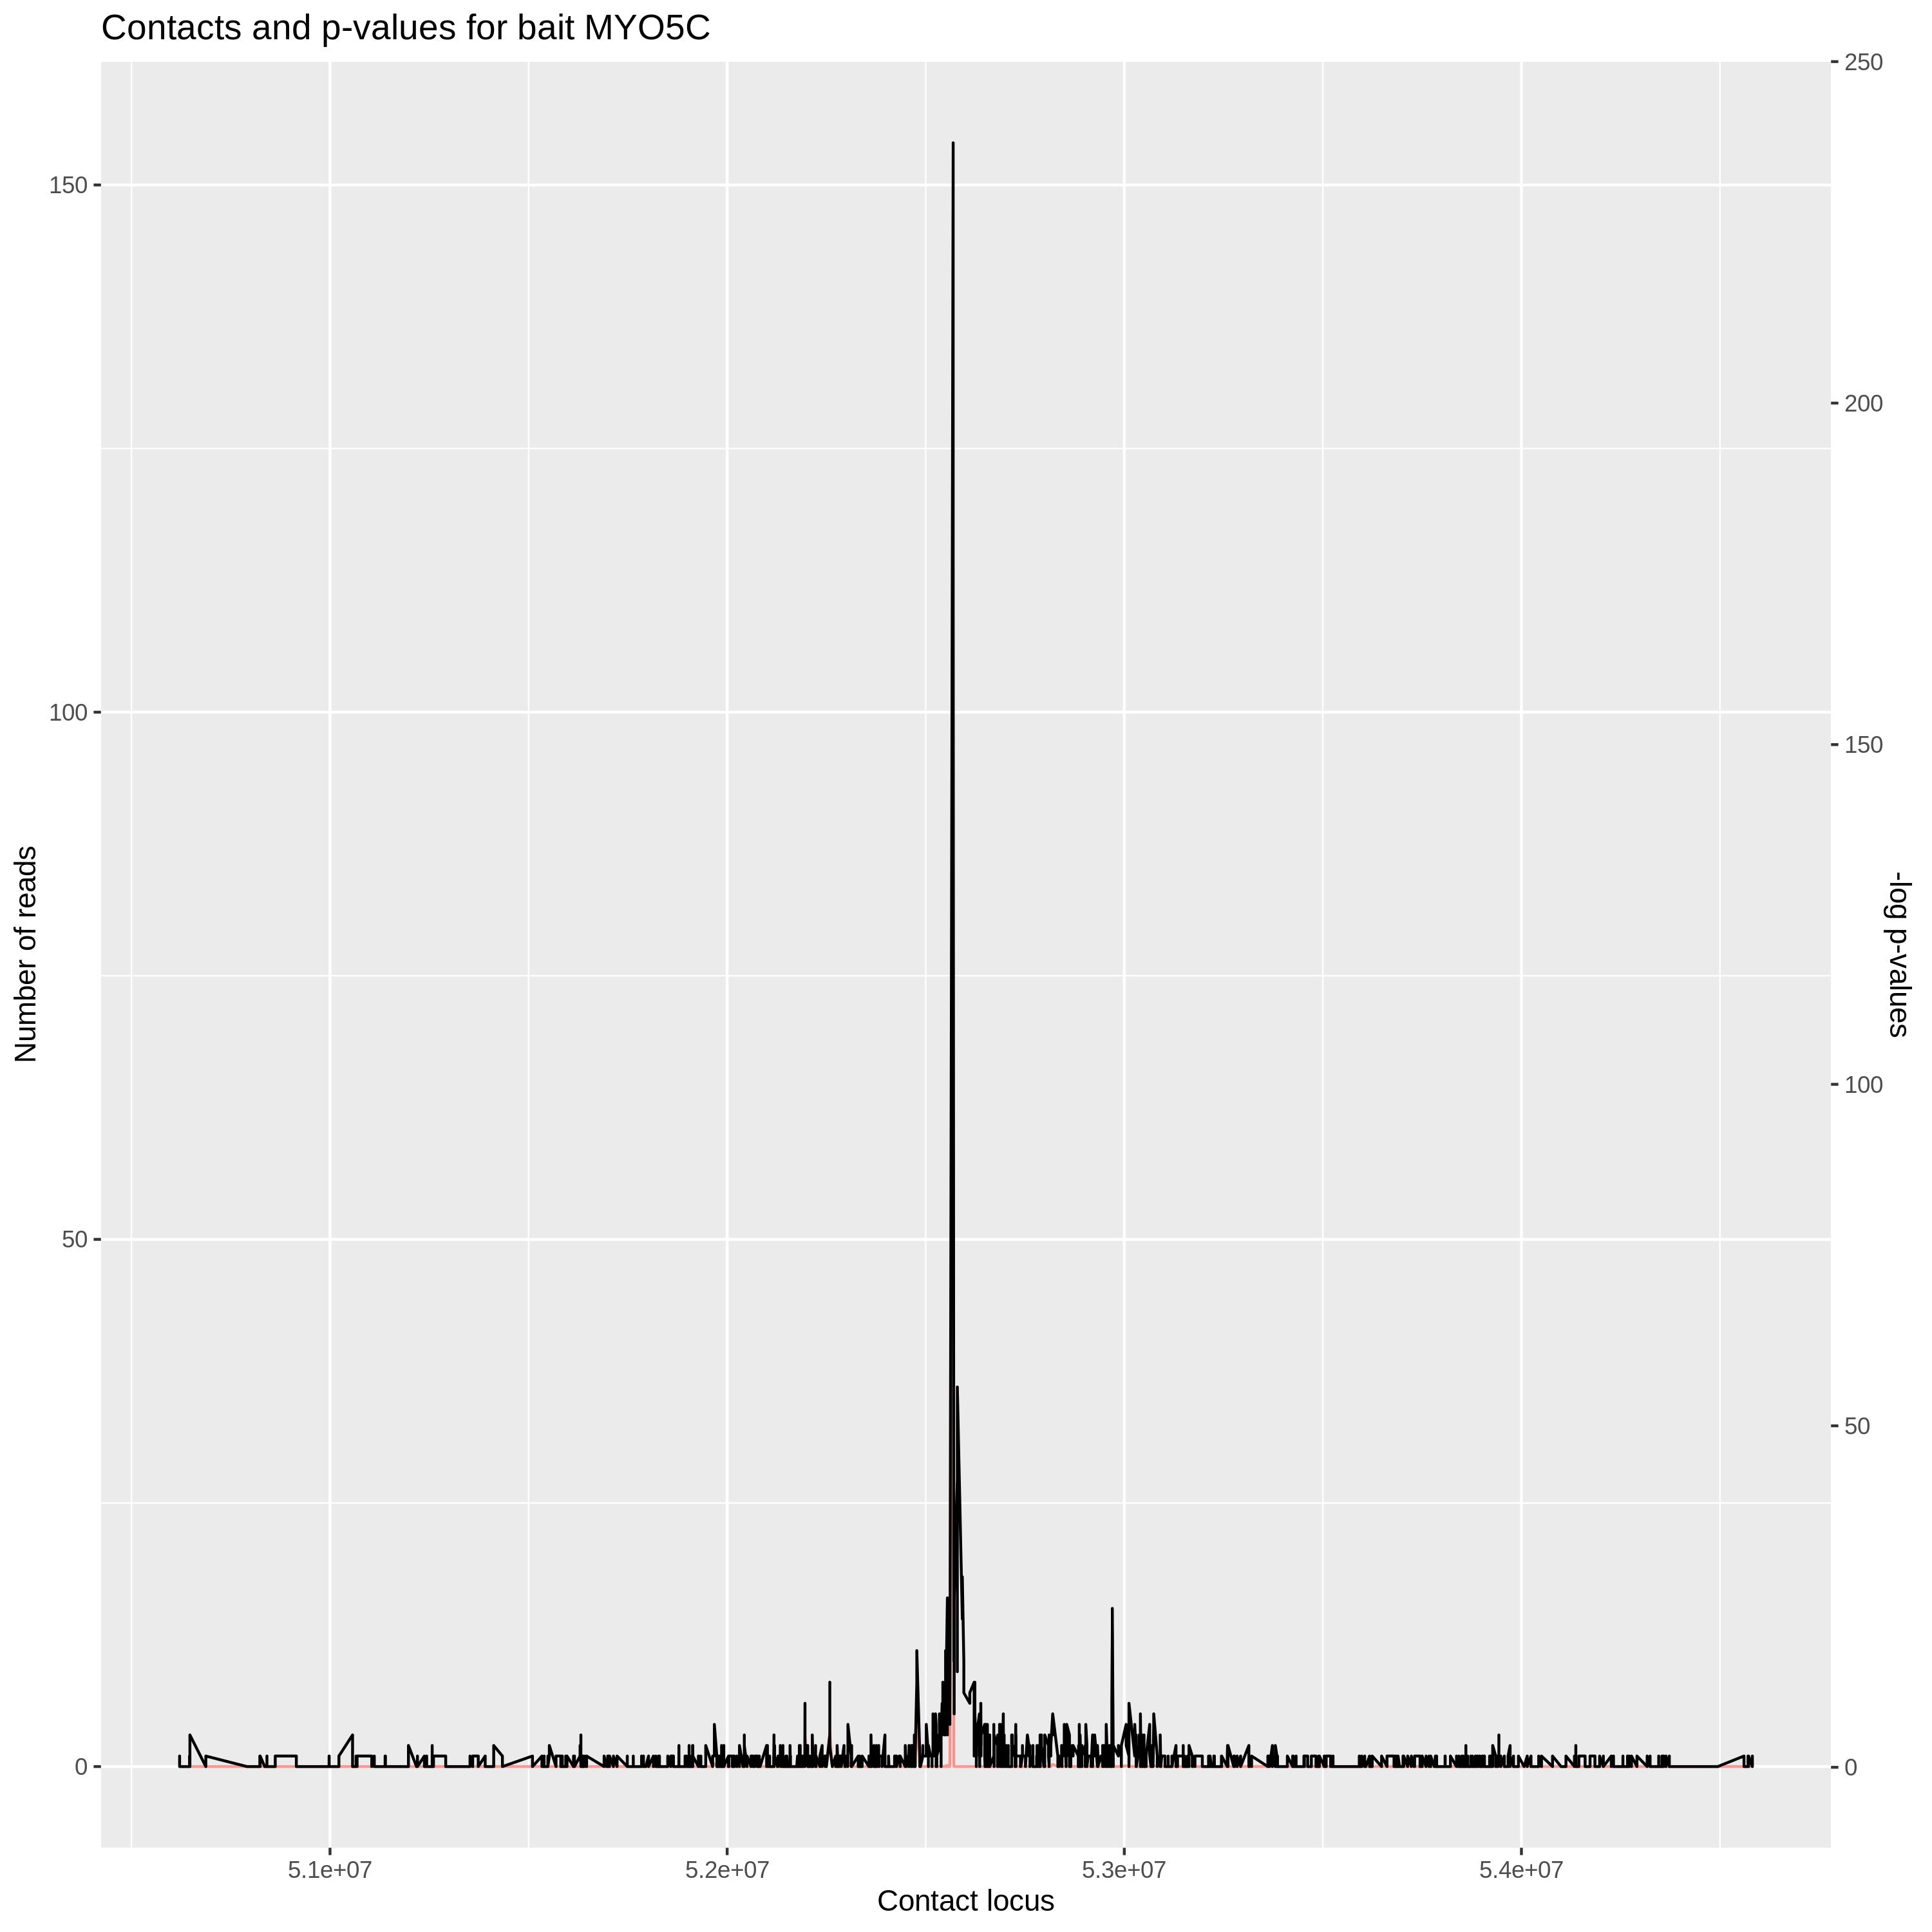 Contacts and p-values for bait MYO5C
250
150
200
100
150
Number of reads
-log p-values
100
50
50
0
0
5.1e+07
5.2e+07
5.3e+07
5.4e+07
Contact locus